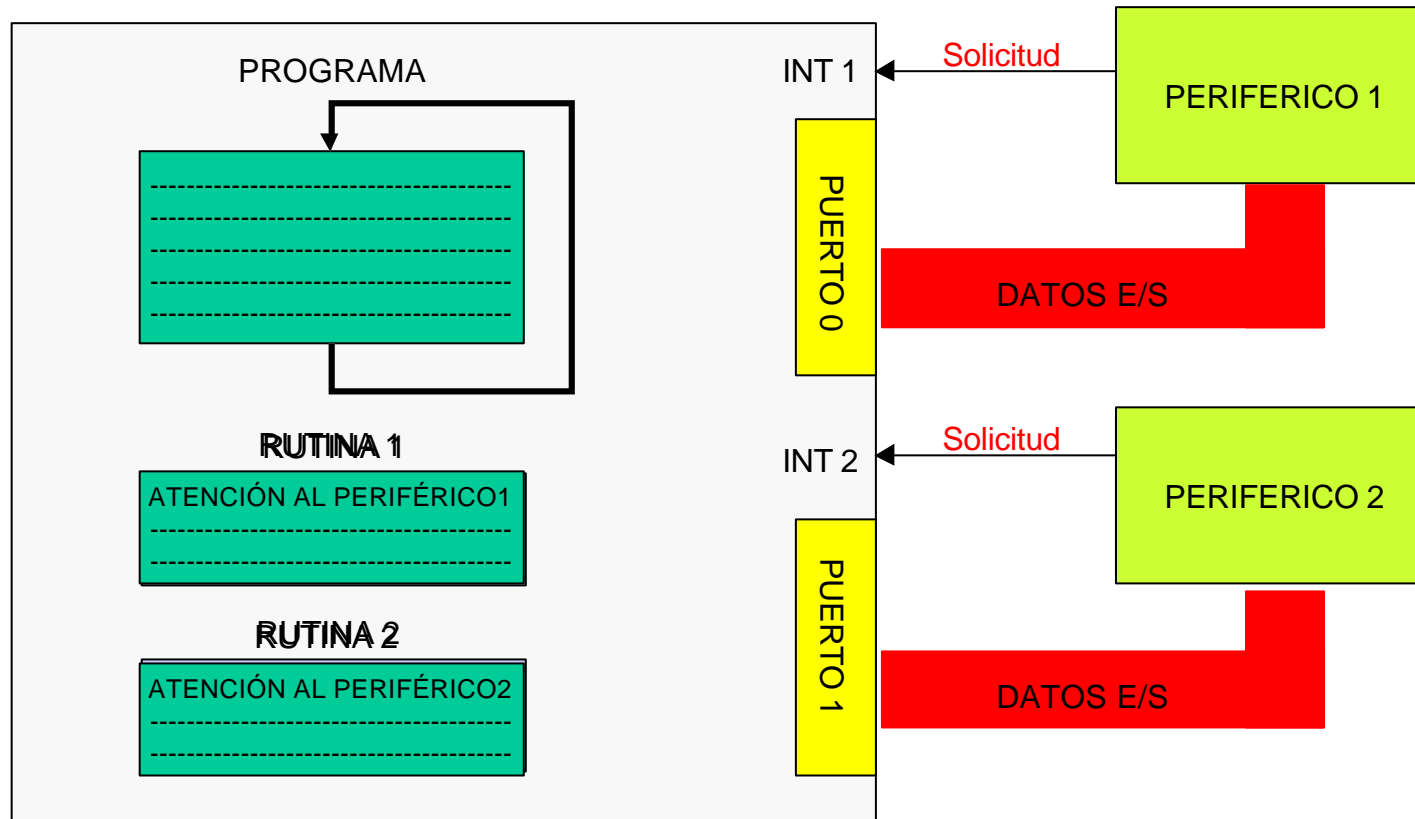 PROGRAMA
INT 1
Solicitud
PERIFERICO 1
PUERTO 0
DATOS E/S
RUTINA 1
ATENCIÓN AL PERIFÉRICO1
INT 2
Solicitud
PERIFERICO 2
RUTINA 2
ATENCIÓN AL PERIFÉRICO2
PUERTO 1
DATOS E/S